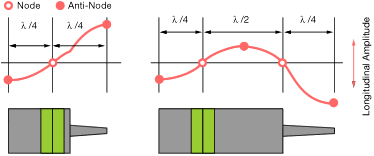 Node Anti-Node
λ/4 λ/4
λ/4 λ/2 λ/4
Longitudinal Amplitude